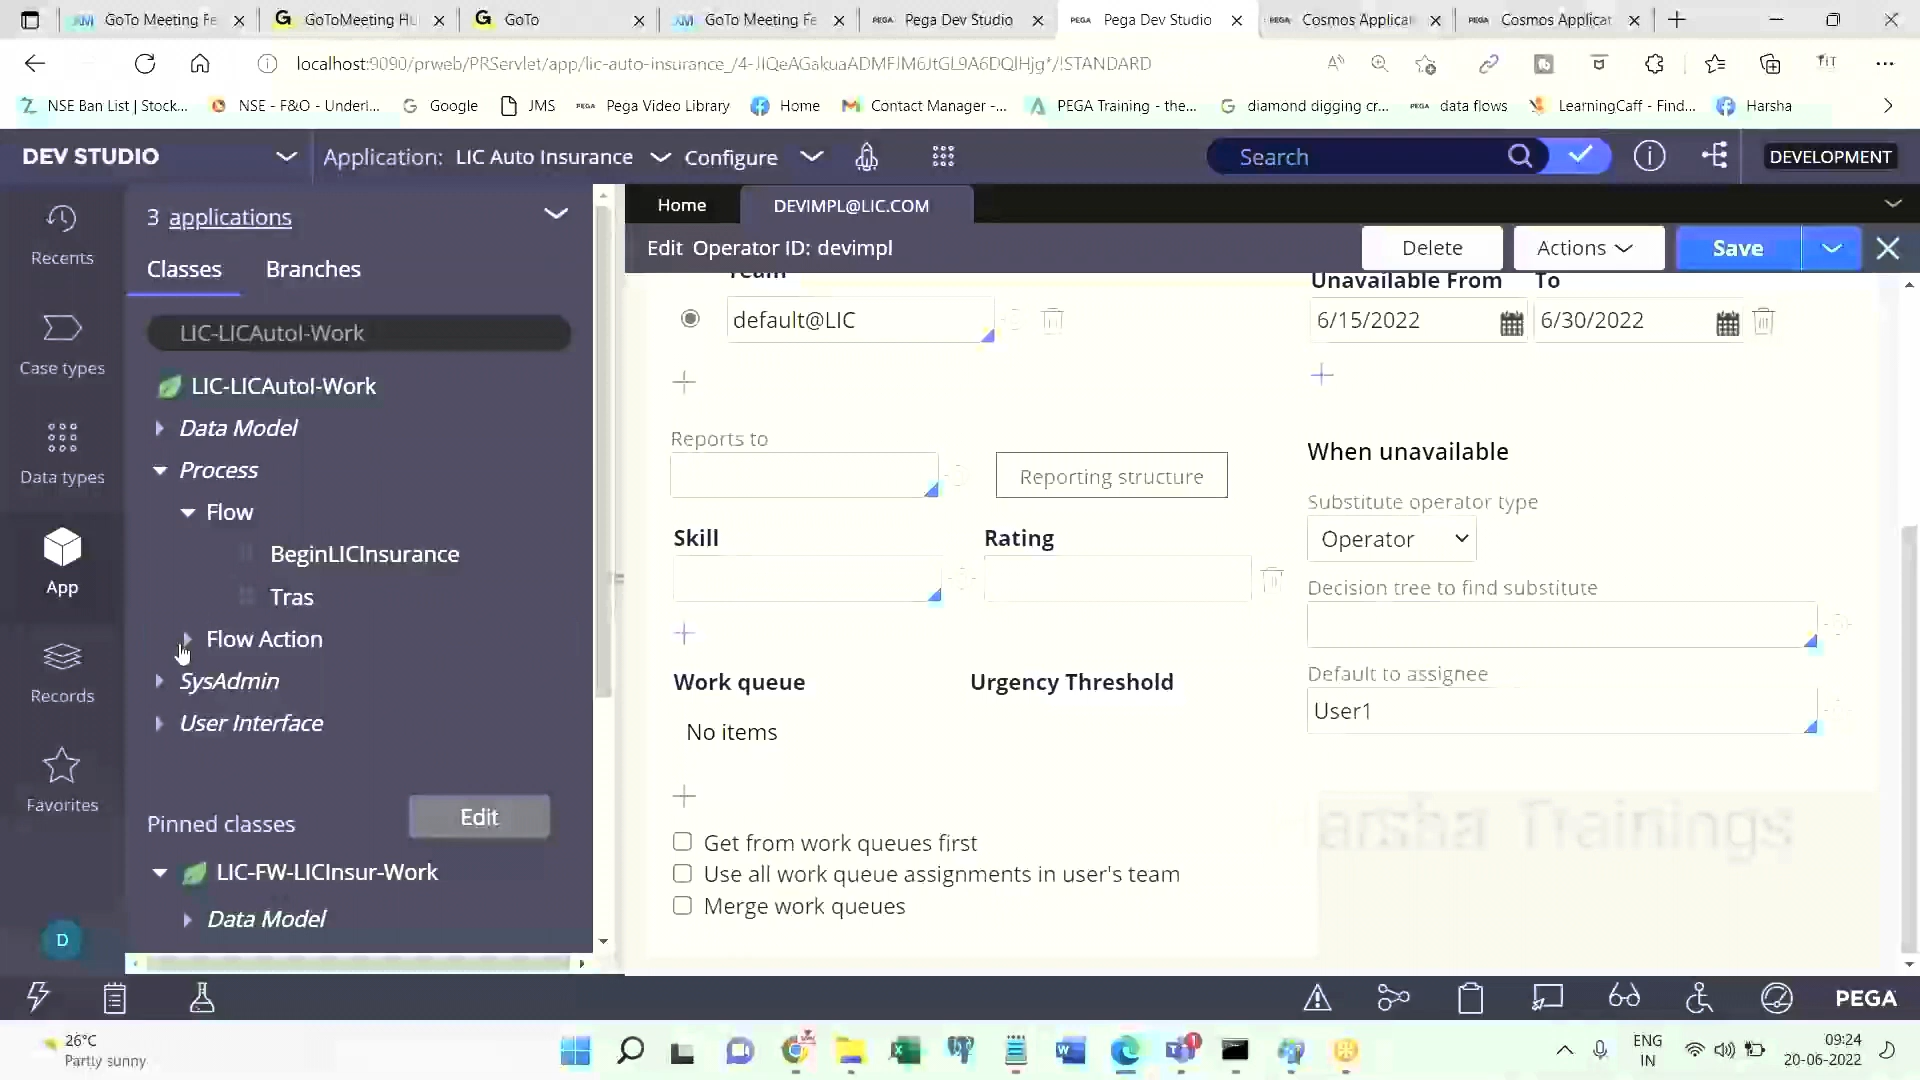 GoTo Meeting Fe
GoToMeeting HU
GoTo
GoTo Meeting Fe
Pega Dev Studio
Pega Dev Studio
Cosmos Applicat
Cosmos Applicat
localhost:9090/prweb/PRServlet/app/lic-auto-insurance_/4-JIQeAGakuaADMFJM6JtGL9A6DQlHjg*/!STANDARD
NSE Ban List | Stock...
NSE - F&O - Underl...
Google
JMS
Pega Video Library
Home
Contact Manager -...
PEGA Training - the...
diamond digging cr...
data flows
LearningCaff - Find...
Harsha
DEV STUDIO
Application: LIC Auto Insurance
Configure
Search
DEVELOPMENT
Recents
Case types
Data types
App
Records
Favorites
D
3 applications
Classes
Branches
LIC-LICAutoI-Work
LIC-LICAutoI-Work
Data Model
Process
Flow
BeginLICInsurance
Tras
Flow Action
SysAdmin
User Interface
Pinned classes
Edit
LIC-FW-LICInsur-Work
Data Model
Home
DEVIMPL@LIC.COM
Edit Operator ID: devimpl
Delete
Actions
Save
Team
default@LIC
Unavailable From
To
6/15/2022
6/30/2022
Reports to
Reporting structure
When unavailable
Substitute operator type
Operator
Skill
Rating
Decision tree to find substitute
Default to assignee
User1
Work queue
Urgency Threshold
No items
Get from work queues first
Use all work queue assignments in user's team
Merge work queues
arsha Trainings
PEGA
26°C
Partly sunny
ENG
IN
09:24
20-06-2022